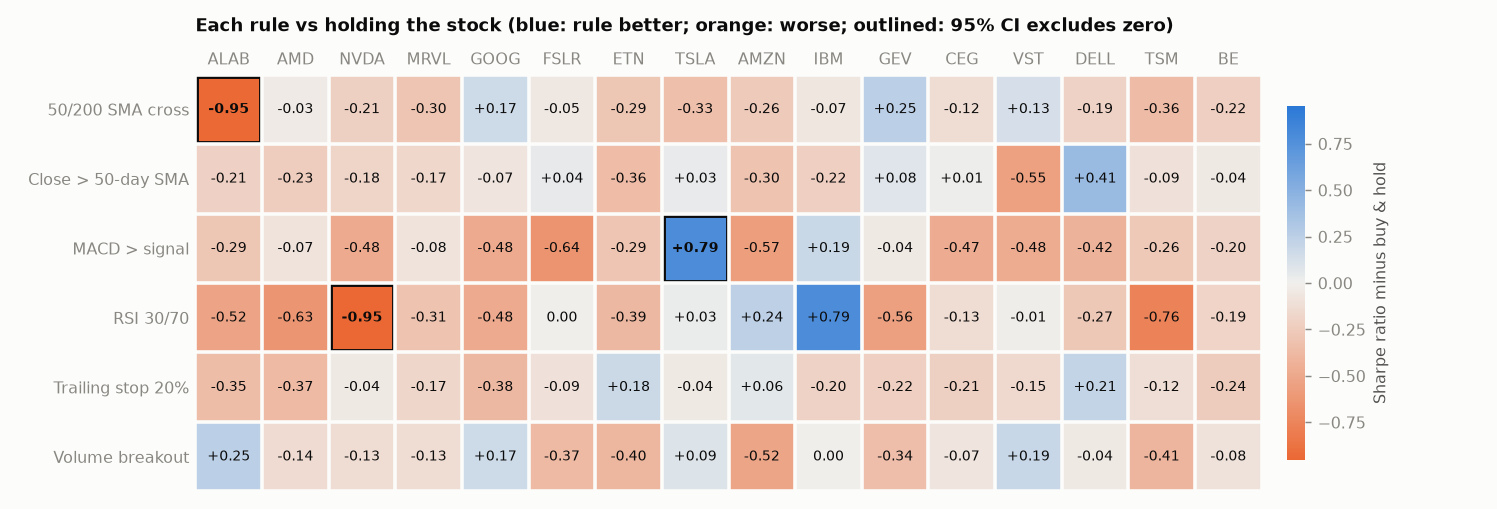 Each rule vs holding the stock (blue: rule better; orange: worse; outlined: 95% CI excludes zero)
ALAB AMD NVDA MRVL GOOG FSLR ETN TSLA AMZN IBM GEV CEG VST DELL TSM BE
50/200 SMA cross -0.95 -0.03 -0.21 -0.30 +0.17 -0.05 -0.29 -0.33 -0.26 -0.07 +0.25 -0.12 +0.13 -0.19 -0.36 -0.22
Close > 50-day SMA -0.21 -0.23 -0.18 -0.17 -0.07 +0.04 -0.36 +0.03 -0.30 -0.22 +0.08 +0.01 -0.55 +0.41 -0.09 -0.04
MACD > signal -0.29 -0.07 -0.48 -0.08 -0.48 -0.64 -0.29 +0.79 -0.57 +0.19 -0.04 -0.47 -0.48 -0.42 -0.26 -0.20
RSI 30/70 -0.52 -0.63 -0.95 -0.31 -0.48 0.00 -0.39 +0.03 +0.24 +0.79 -0.56 -0.13 -0.01 -0.27 -0.76 -0.19
Trailing stop 20% -0.35 -0.37 -0.04 -0.17 -0.38 -0.09 +0.18 -0.04 +0.06 -0.20 -0.22 -0.21 -0.15 +0.21 -0.12 -0.24
Volume breakout +0.25 -0.14 -0.13 -0.13 +0.17 -0.37 -0.40 +0.09 -0.52 0.00 -0.34 -0.07 +0.19 -0.04 -0.41 -0.08
0.75
0.50
0.25
0.00
−0.25
−0.50
−0.75
Sharpe ratio minus buy & hold